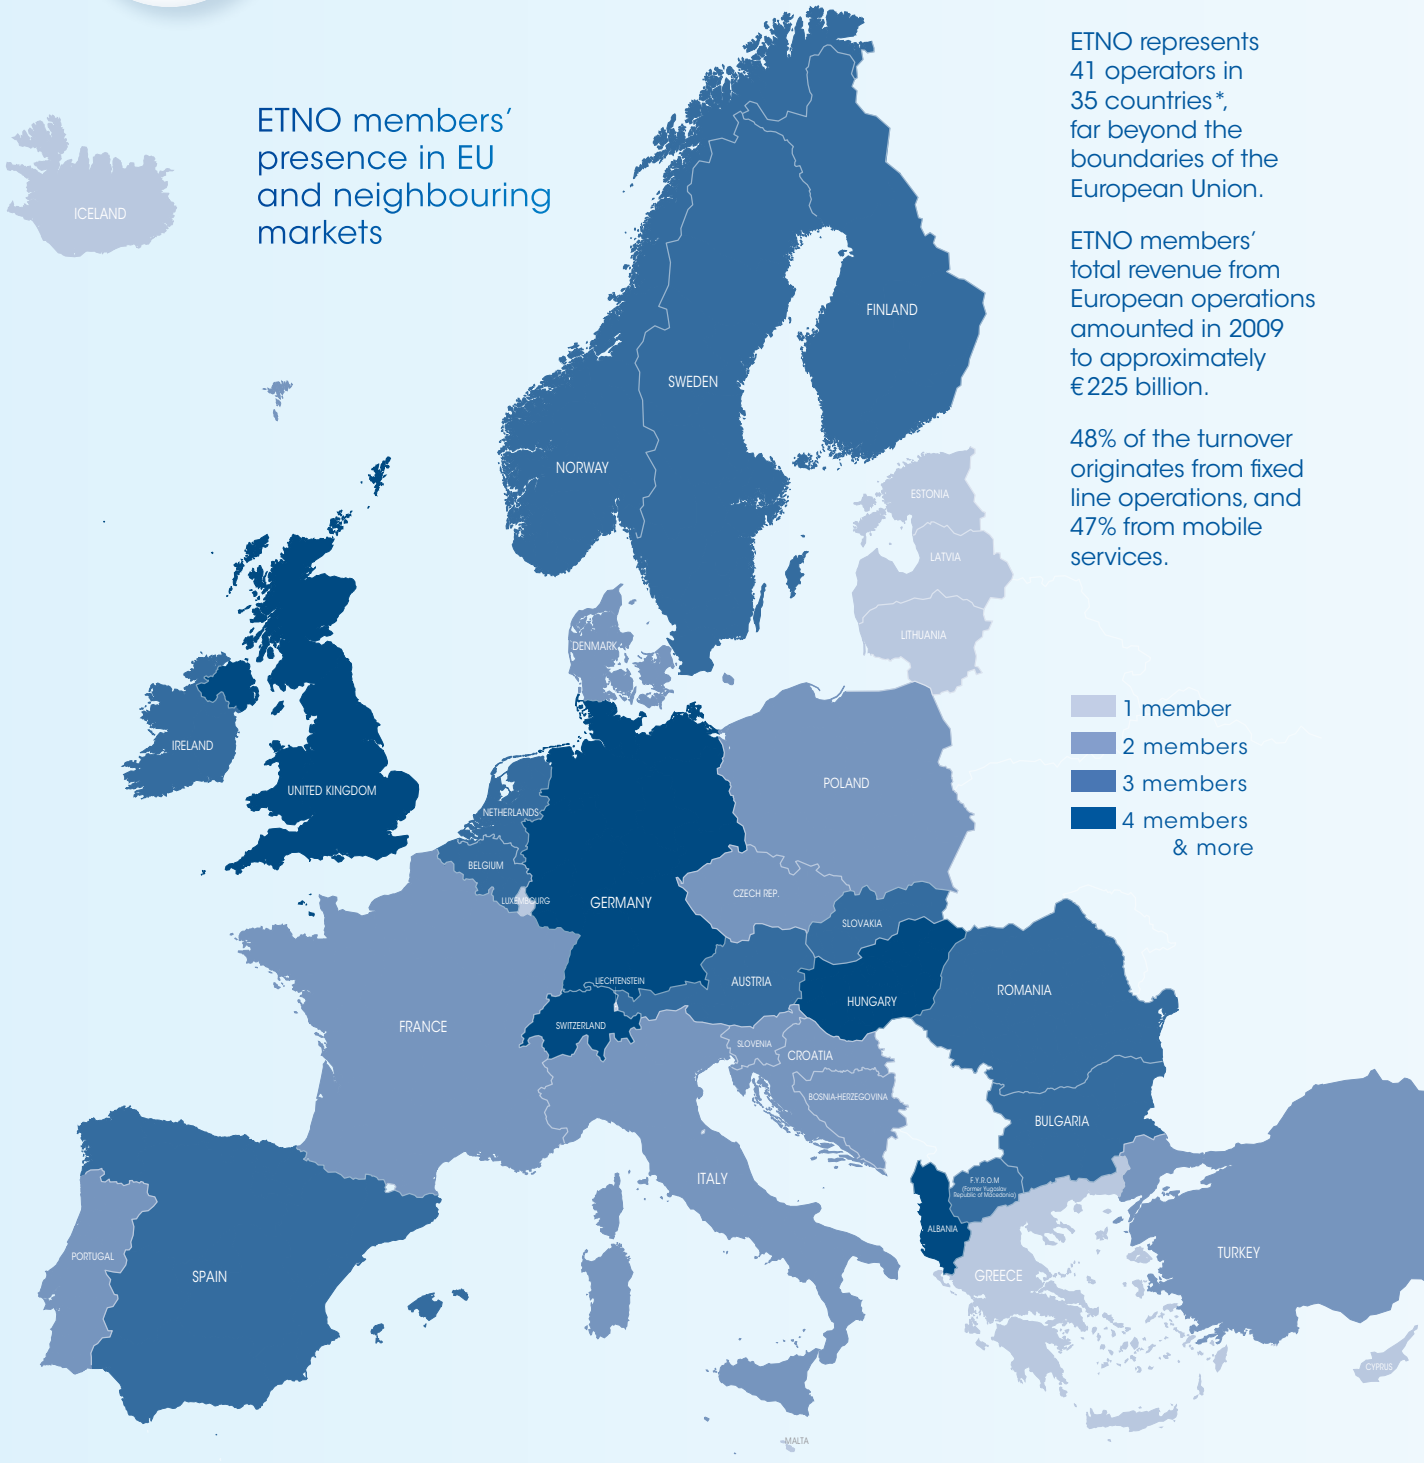 ETNO members'
presence in EU
and neighbouring
markets
ETNO represents
41 operators in
35 countries*,
far beyond the
boundaries of the
European Union.
ETNO members'
total revenue from
European operations
amounted in 2009
to approximately
€225 billion.
48% of the turnover
originates from fixed
line operations, and
47% from mobile
services.
1 member
2 members
3 members
4 members
& more
ICELAND
FINLAND
SWEDEN
NORWAY
ESTONIA
LATVIA
LITHUANIA
DENMARK
IRELAND
UNITED KINGDOM
NETHERLANDS
BELGIUM
LUXEMBOURG
GERMANY
POLAND
CZECH REP.
SLOVAKIA
LIECHTENSTEIN
AUSTRIA
HUNGARY
ROMANIA
FRANCE
SWITZERLAND
SLOVENIA
CROATIA
BOSNIA-HERZEGOVINA
BULGARIA
ITALY
F.Y.R.O.M
(Former Yugoslav
Republic of Macedonia)
ALBANIA
GREECE
TURKEY
PORTUGAL
SPAIN
CYPRUS
MALTA